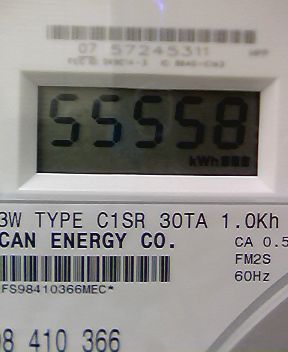 07 57245311
55558
kWh
3W TYPE C1SR 30TA 1.0Kh
CAN ENERGY CO.
CA 0.5
FM2S
60Hz
FS98410366MEC*
98 410 366